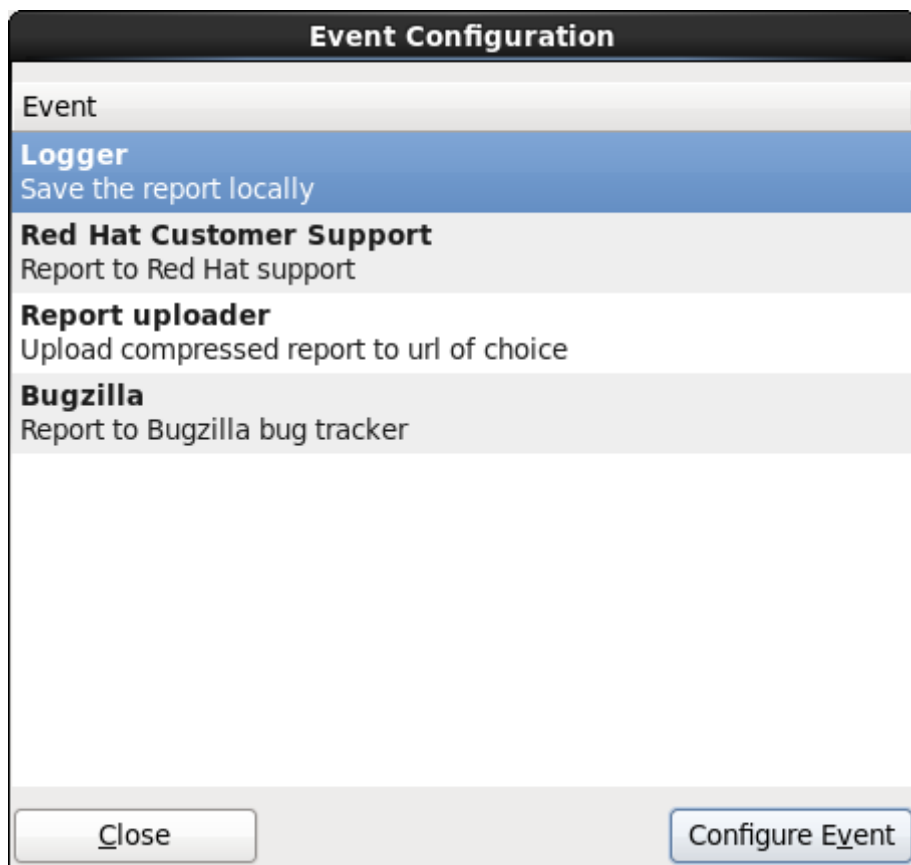 Event Configuration
Event
Logger
Save the report locally
Red Hat Customer Support
Report to Red Hat support
Report uploader
Upload compressed report to url of choice
Bugzilla
Report to Bugzilla bug tracker
Close
Configure Event